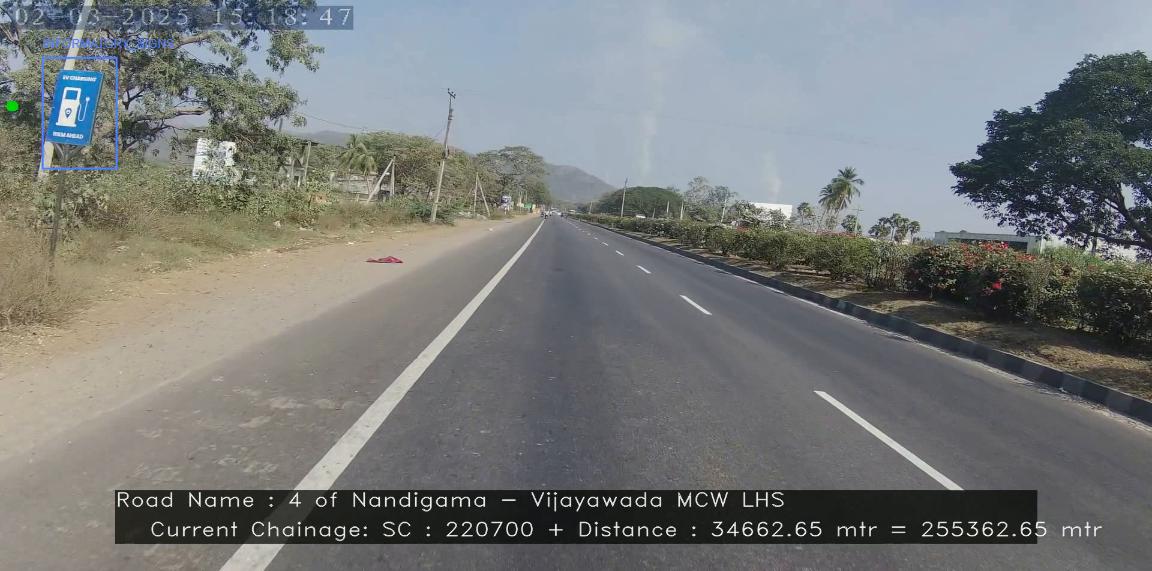 02-03-2025 15:18:47
INFORMATORY_SIGNS
EV CHARGING
Road Name : 4 of Nandigama - Vijayawada MCW LHS
Current Chainage: SC : 220700 + Distance : 34662.65 mtr = 255362.65 mtr